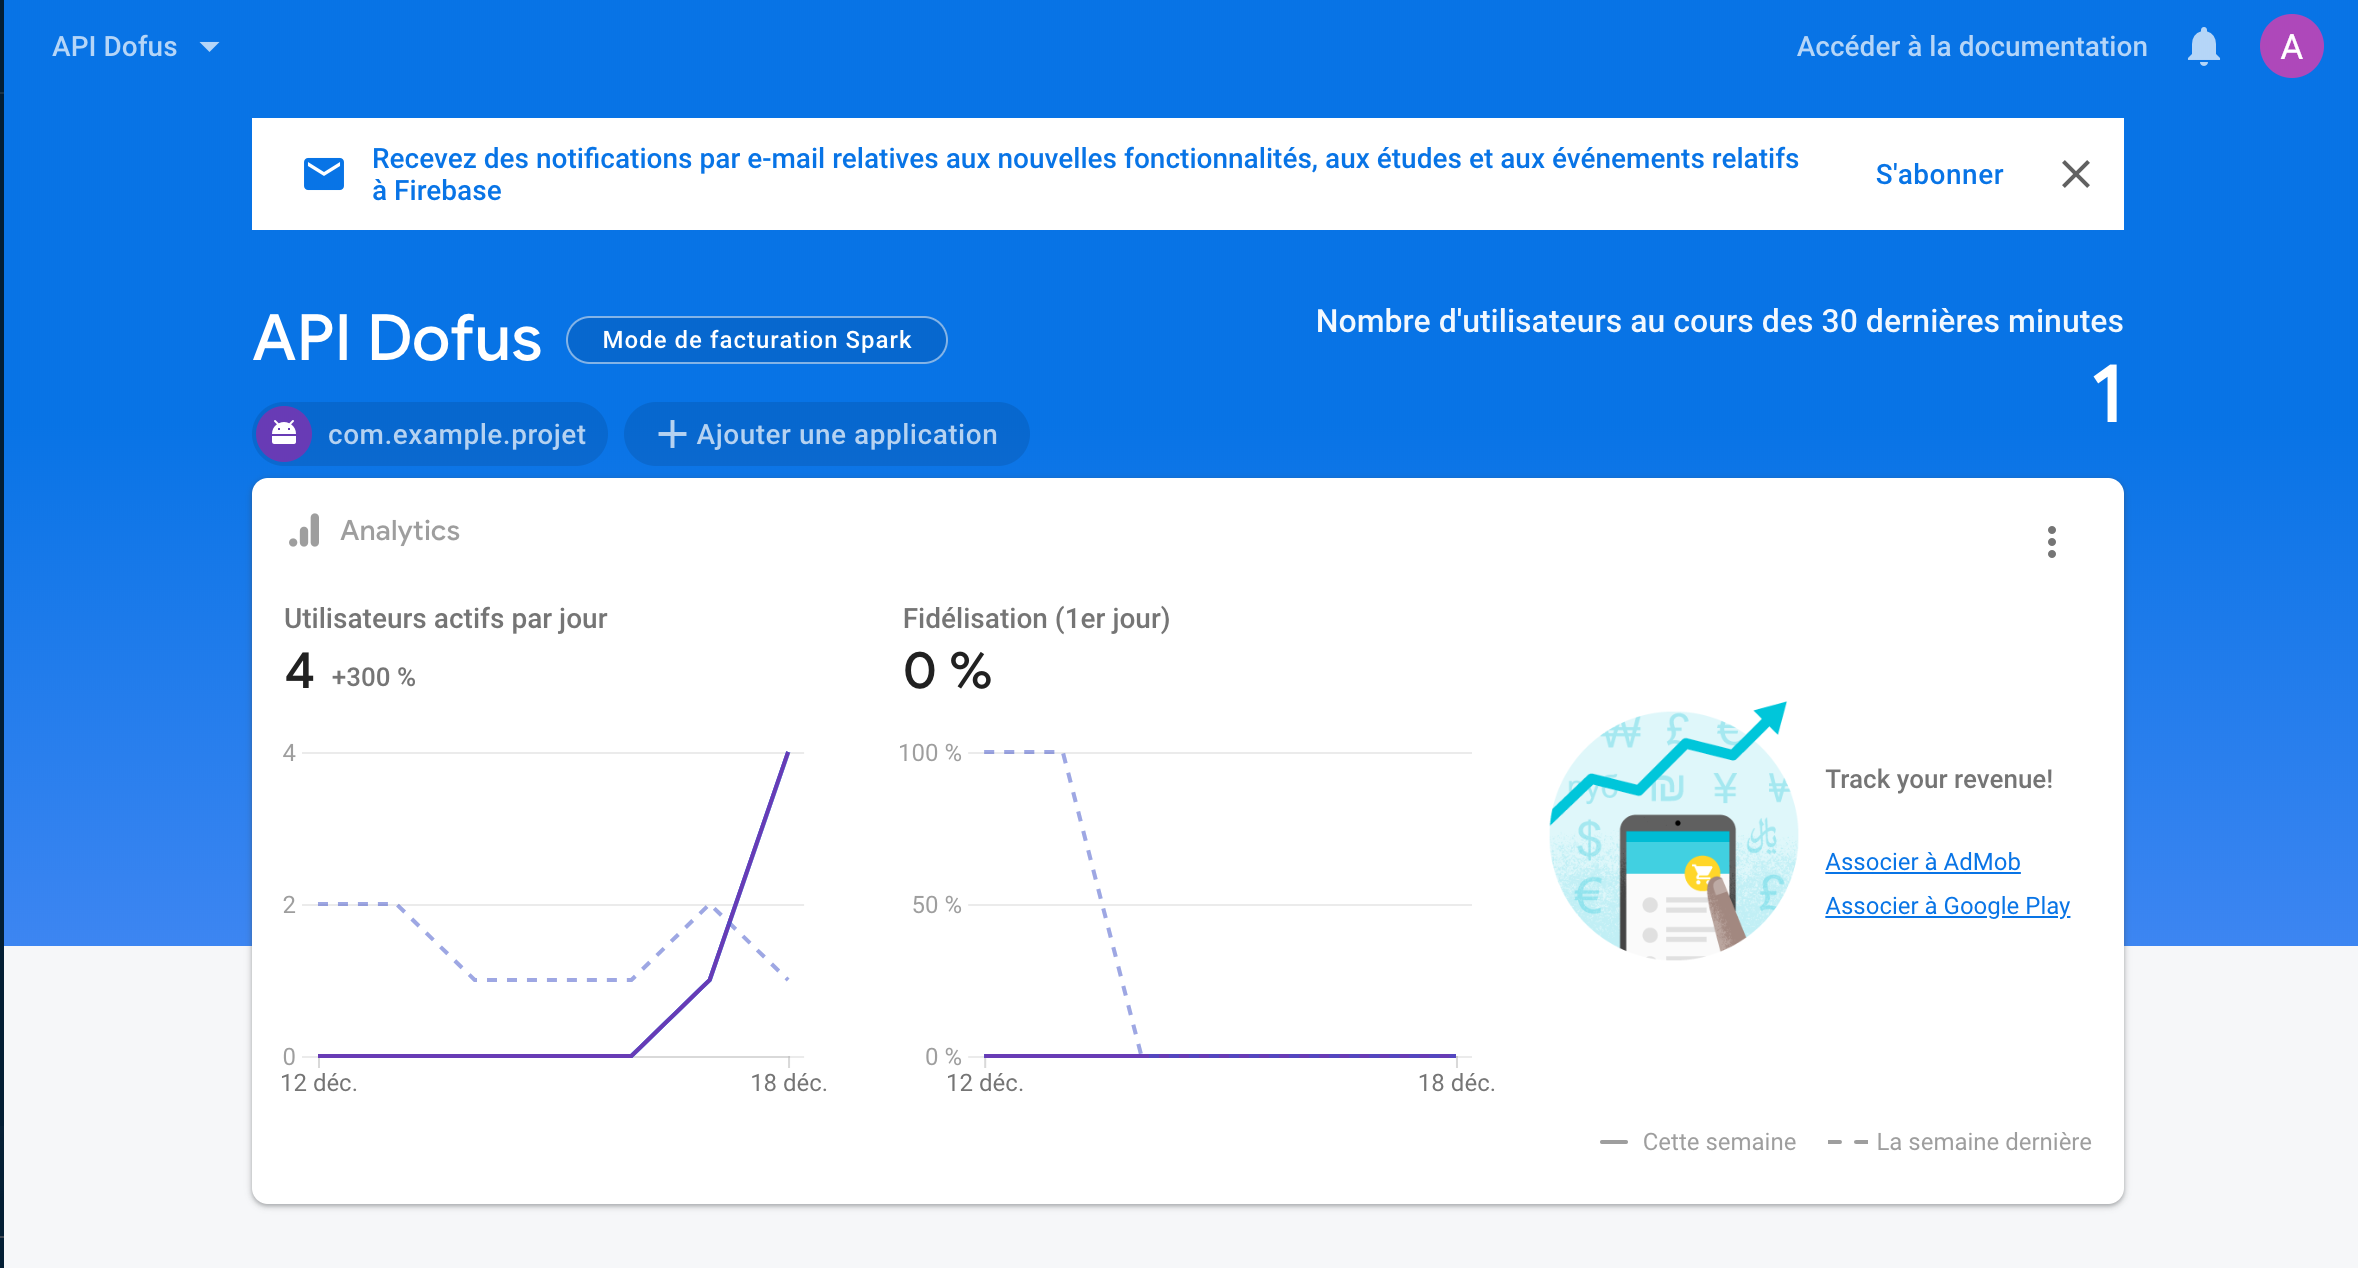 API Dofus
Accéder à la documentation
A
Recevez des notifications par e-mail relatives aux nouvelles fonctionnalités, aux études et aux événements relatifs
à Firebase
S'abonner
API Dofus
Mode de facturation Spark
Nombre d'utilisateurs au cours des 30 dernières minutes
1
com.example.projet
Ajouter une application
Analytics
Utilisateurs actifs par jour
4 +300 %
4
2
0
12 déc.
18 déc.
Fidélisation (1er jour)
0 %
100 %
50 %
0 %
12 déc.
18 déc.
Track your revenue!
Associer à AdMob
Associer à Google Play
Cette semaine
La semaine dernière